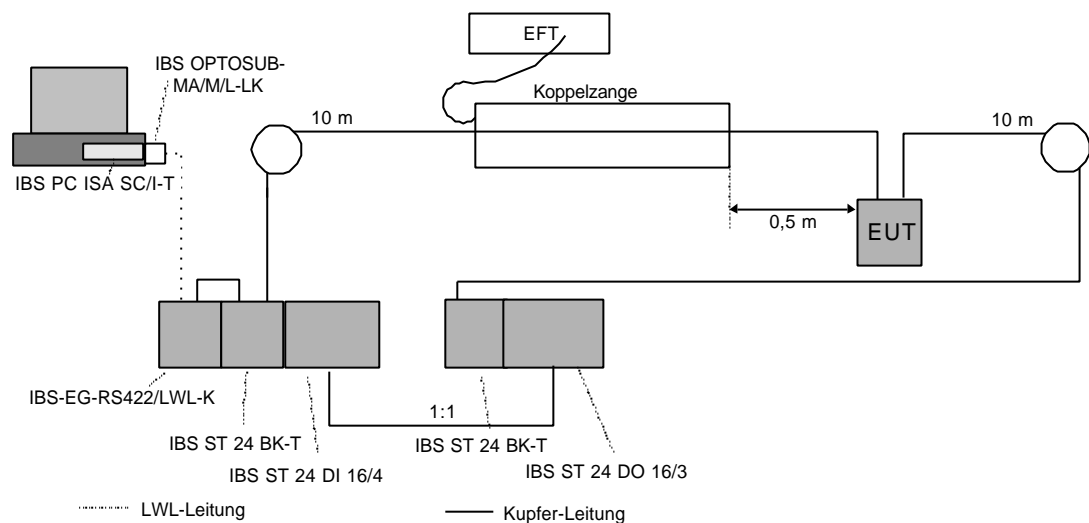 EFT
IBS OPTOSUB-
MA/M/L-LK
Koppelzange
10 m
10 m
IBS PC ISA SC/I-T
0,5 m
EUT
IBS-EG-RS422/LWL-K
1:1
IBS ST 24 BK-T
IBS ST 24 BK-T
IBS ST 24 DI 16/4
IBS ST 24 DO 16/3
LWL-Leitung
Kupfer-Leitung